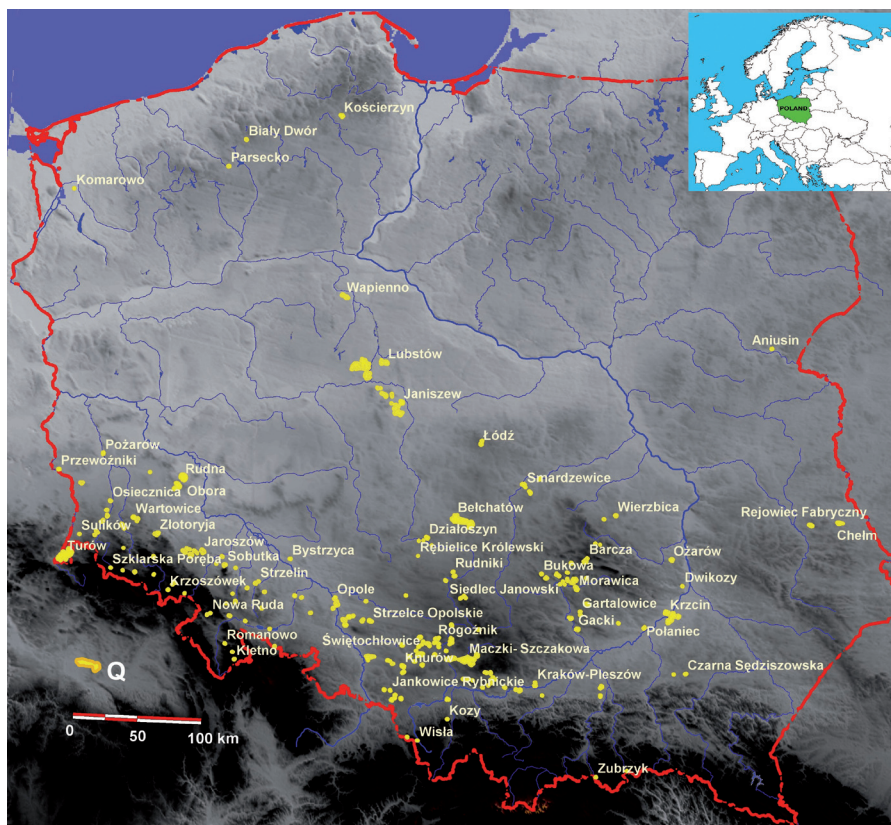 POLAND
Kościerzyn
Biały Dwór
Parsecko
Komarowo
Wapienno
Lubstów
Aniusin
Janiszew
Łódź
Pożarów
Przewoźniki
Rudna
Smardzewice
Osiecznica
Obora
Wartowice
Bełchatów
Wierzbica
Rejowiec Fabryczny
Sulików
Złotoryja
Działoszyn
Chełm
Turów
Jaroszów
Bystrzyca
Rębielice Królewski
Barcza
Ożarów
Szklarska Poręba
Sobutka
Rudniki
Bukowa
Krzoszówek
Strzelin
Opole
Siedlec Janowski
Morawica
Dwikozy
Nowa Ruda
Strzelce Opolskie
Gartalowice
Krzcin
Romanowo
Świętochłowice
Rogoźnik
Gacki
Połaniec
Kletno
Knurów
Maczki- Szczakowa
Q
Jankowice Rybnickie
Kraków-Pleszów
Czarna Sędziszowska
Kozy
0
50
100 km
Wisła
Zubrzyk